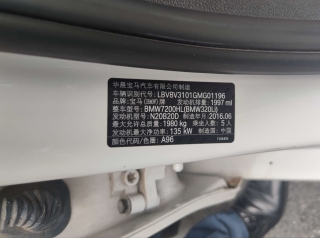 华晨宝马汽车有限公司制造
车辆识别代号: LBVBV3101GMG01196
品牌: 宝马 (BMW) 牌 发动机排量: 1997 ml
整车型号: BMW7200HL(BMW320Li)
发动机型号: N20B20D 制造年月: 2016.06
最大允许总质量: 1980 kg 乘坐人数: 5 人
发动机最大净功率: 135 kW 制造国: 中国
颜色代码/色圈: A96